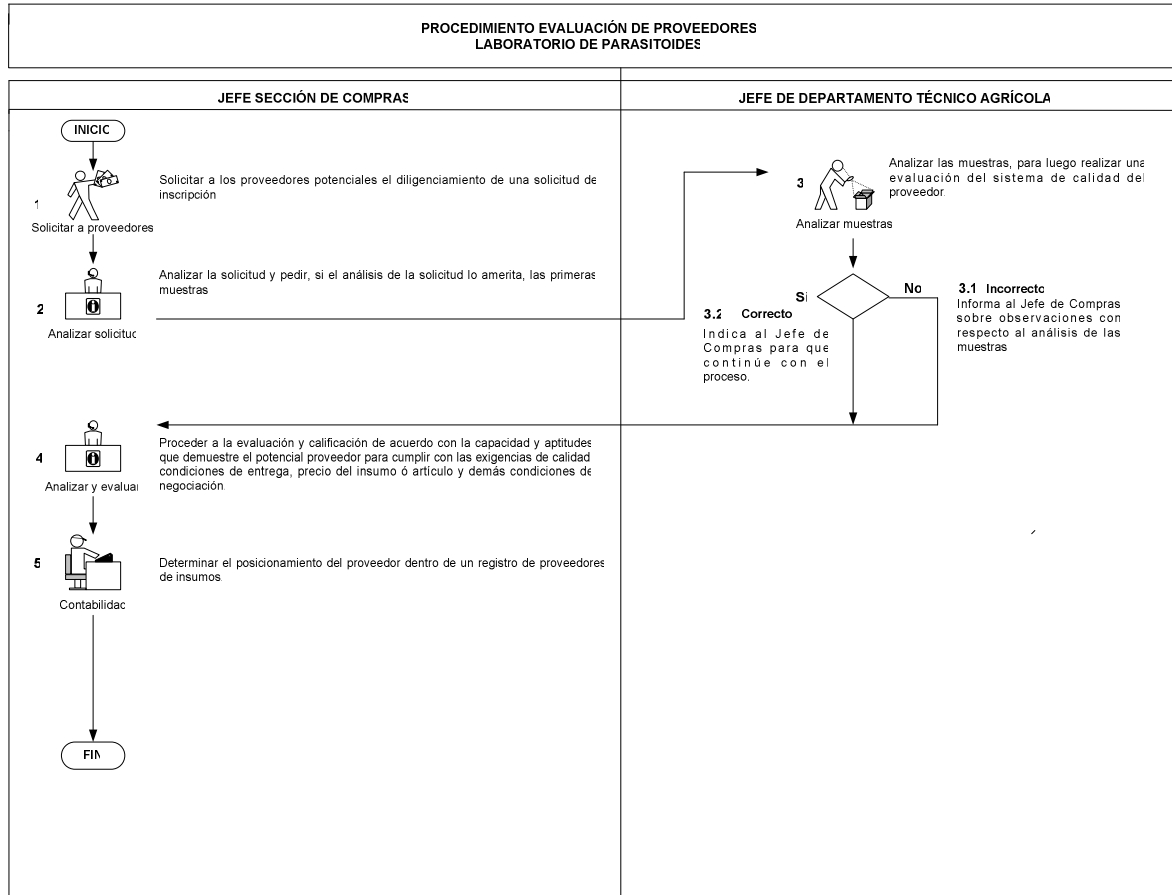 PROCEDIMIENTO EVALUACIÓN DE PROVEEDORES
LABORATORIO DE PARASITOIDES
JEFE SECCIÓN DE COMPRAS
JEFE DE DEPARTAMENTO TÉCNICO AGRÍCOLA
INICIO
1
Solicitar a proveedores
Solicitar a los proveedores potenciales el diligenciamiento de una solicitud de
inscripción
2
Analizar solicitud
Analizar la solicitud y pedir, si el análisis de la solicitud lo amerita, las primeras
muestras
3
Analizar muestras
Analizar las muestras, para luego realizar una
evaluación del sistema de calidad del
proveedor.
Si
No
3.1 Incorrecto
Informa al Jefe de Compras
sobre observaciones con
respecto al análisis de las
muestras
3.2 Correcto
Indica al Jefe de
Compras para que
continúe con el
proceso.
4
Analizar y evaluar
Proceder a la evaluación y calificación de acuerdo con la capacidad y aptitudes
que demuestre el potencial proveedor para cumplir con las exigencias de calidad
condiciones de entrega, precio del insumo ó artículo y demás condiciones de
negociación.
5
Contabilidad
Determinar el posicionamiento del proveedor dentro de un registro de proveedores
de insumos
FIN